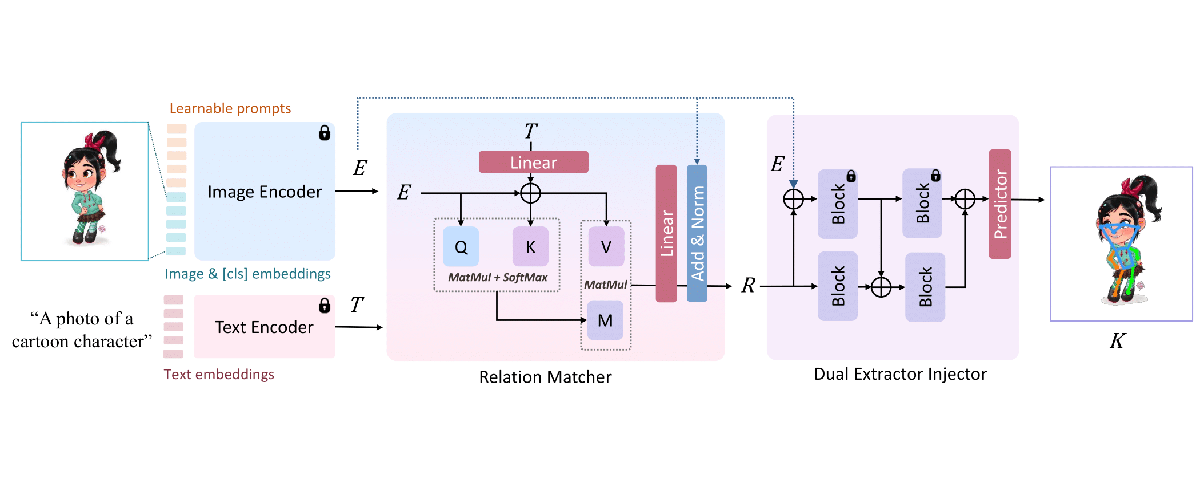 Learnable prompts
Image Encoder
Image & [cls] embeddings
“A photo of a
cartoon character”
Text Encoder
Text embeddings
E
T
E
T
Linear
Q
K
V
MatMul + SoftMax
MatMul
M
Linear
Add & Norm
Relation Matcher
R
E
Block
Block
Block
Block
Predictor
Dual Extractor Injector
K